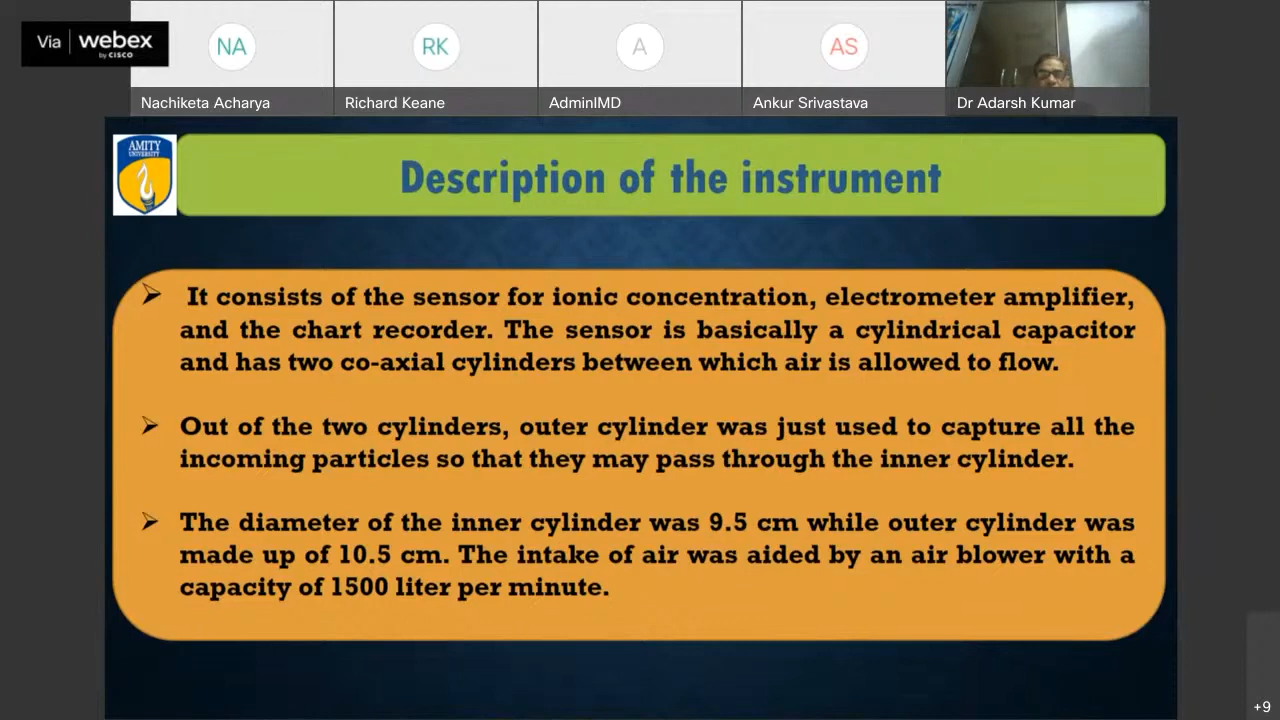 Via webex
by CISCO
NA
RK
A
AS
Nachiketa Acharya
Richard Keane
AdminIMD
Ankur Srivastava
Dr Adarsh Kumar
AMITY
UNIVERSITY
Description of the instrument
➢ It consists of the sensor for ionic concentration, electrometer amplifier,
and the chart recorder. The sensor is basically a cylindrical capacitor
and has two co-axial cylinders between which air is allowed to flow.
➢ Out of the two cylinders, outer cylinder was just used to capture all the
incoming particles so that they may pass through the inner cylinder.
➢ The diameter of the inner cylinder was 9.5 cm while outer cylinder was
made up of 10.5 cm. The intake of air was aided by an air blower with a
capacity of 1500 liter per minute.
+9